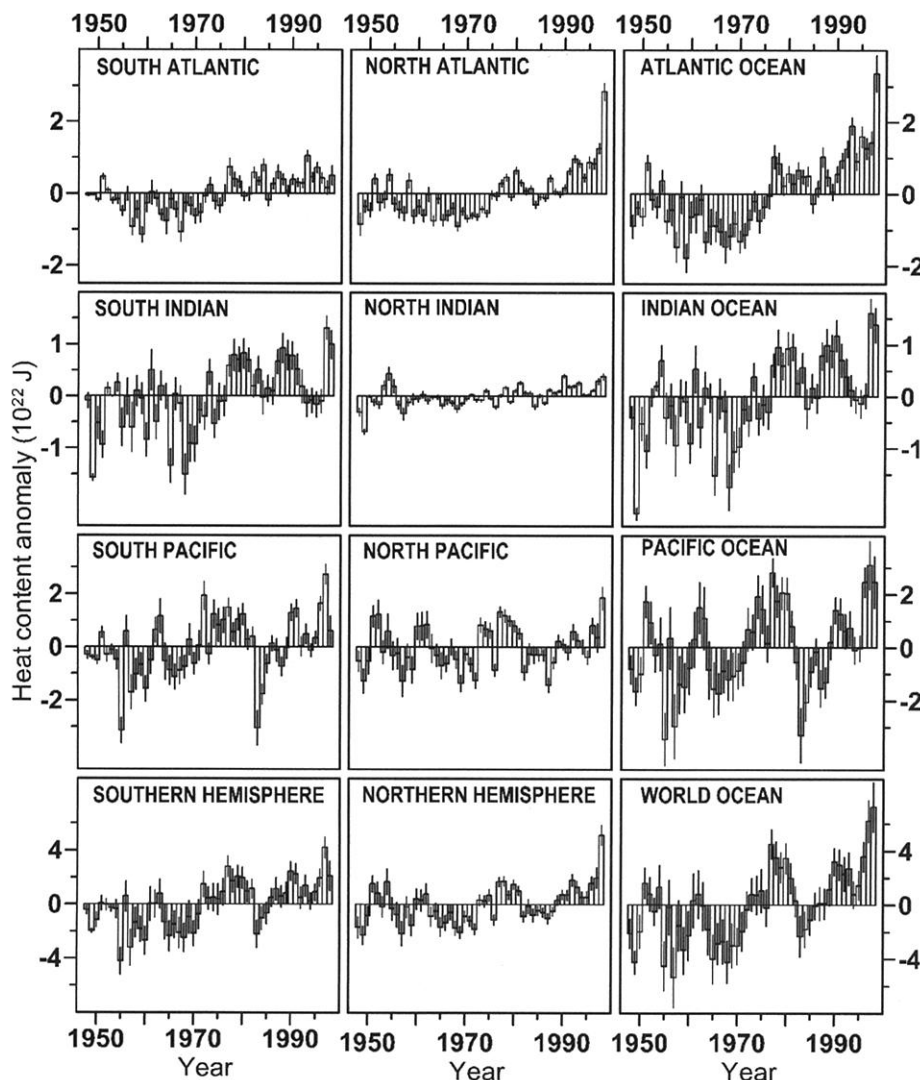 1950 1970 1990 1950 1970 1990 1950 1970 1990
SOUTH ATLANTIC NORTH ATLANTIC ATLANTIC OCEAN
2 2
0 0
-2 -2
SOUTH INDIAN NORTH INDIAN INDIAN OCEAN
1 1
0 0
-1 -1
SOUTH PACIFIC NORTH PACIFIC PACIFIC OCEAN
2 2
0 0
-2 -2
SOUTHERN HEMISPHERE NORTHERN HEMISPHERE WORLD OCEAN
4 4
0 0
-4 -4
1950 1970 1990 1950 1970 1990 1950 1970 1990
Year Year Year
Heat content anomaly (10²² J)